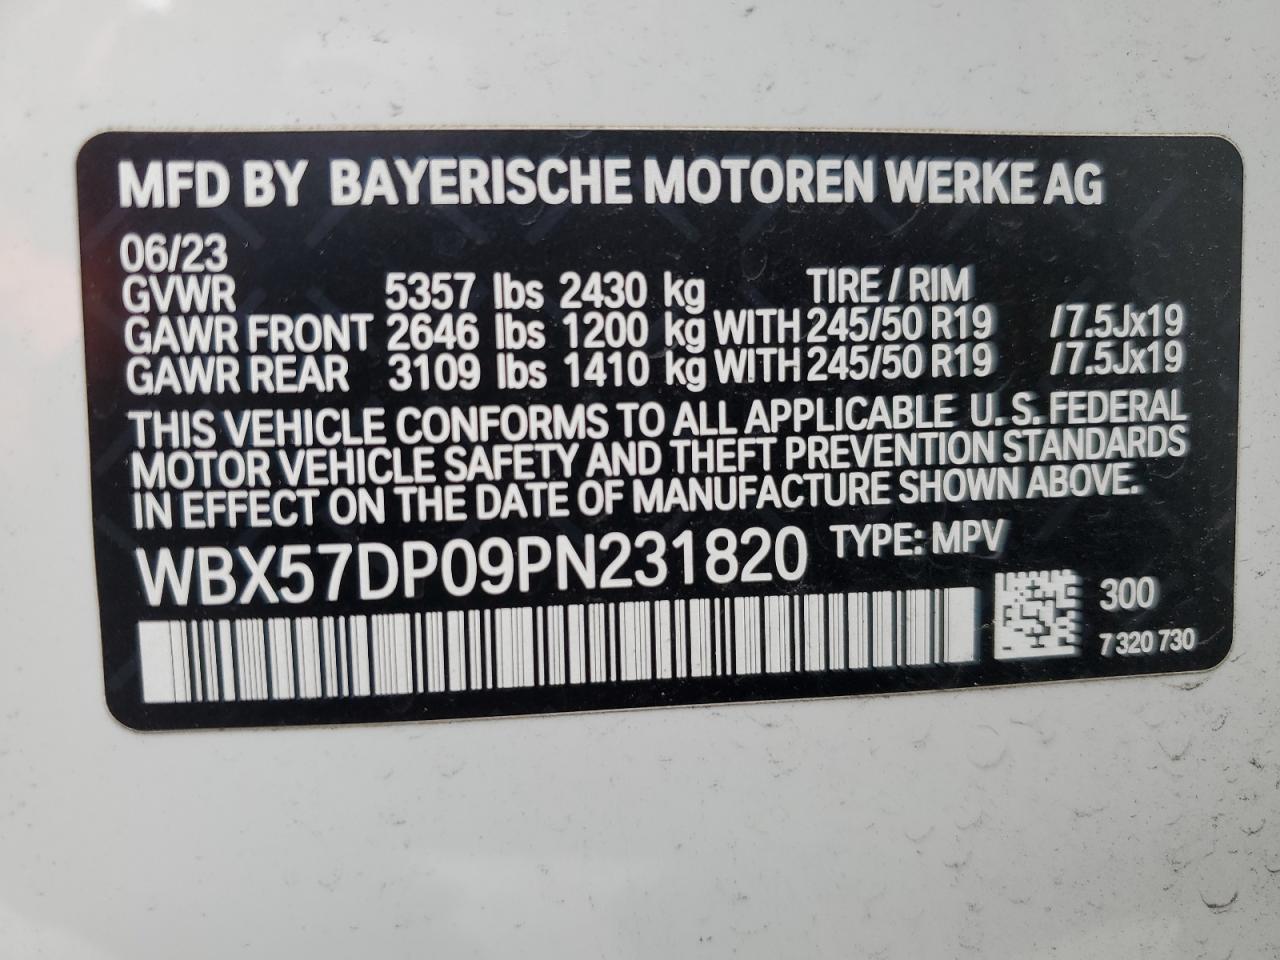 MFD BY BAYERISCHE MOTOREN WERKE AG
06/23
GVWR 5357 lbs 2430 kg TIRE / RIM
GAWR FRONT 2646 lbs 1200 kg WITH 245/50 R19 /7.5Jx19
GAWR REAR 3109 lbs 1410 kg WITH 245/50 R19 /7.5Jx19
THIS VEHICLE CONFORMS TO ALL APPLICABLE U. S. FEDERAL
MOTOR VEHICLE SAFETY AND THEFT PREVENTION STANDARDS
IN EFFECT ON THE DATE OF MANUFACTURE SHOWN ABOVE.
WBX57DP09PN231820 TYPE: MPV
300
7 320 730